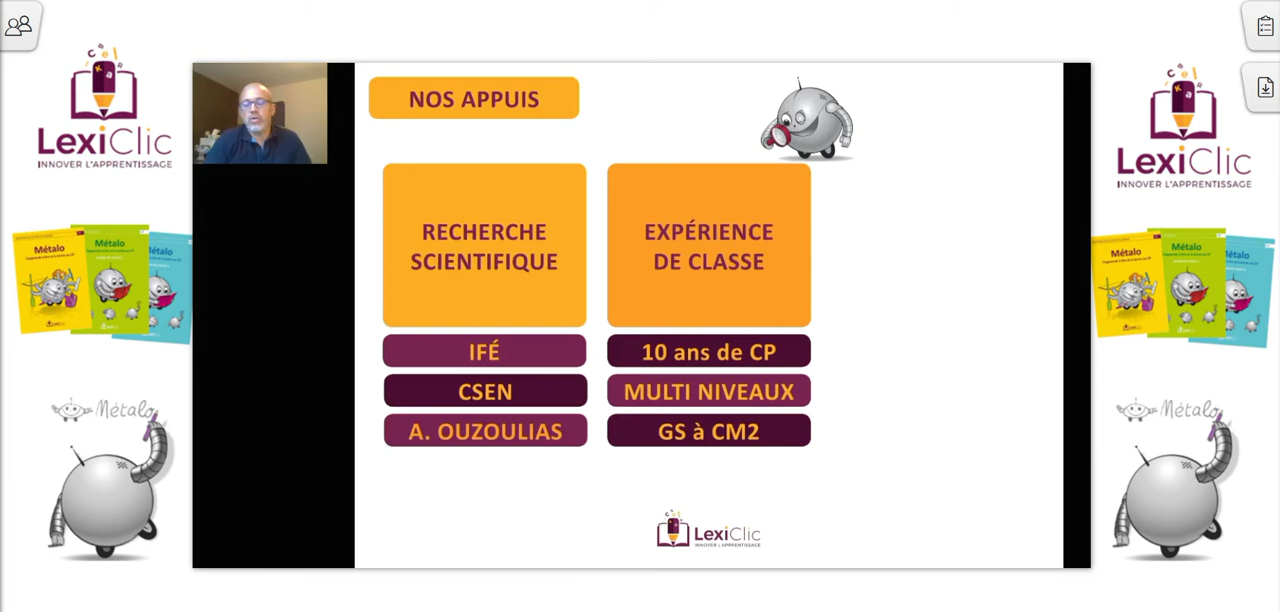 LexiClic
INNOVER L'APPRENTISSAGE
Métalo
Métalo
Métalo
Métalo
NOS APPUIS
RECHERCHE
SCIENTIFIQUE
IFÉ
CSEN
A. OUZOULIAS
EXPÉRIENCE
DE CLASSE
10 ans de CP
MULTI NIVEAUX
GS à CM2
LexiClic
INNOVER L'APPRENTISSAGE
LexiClic
INNOVER L'APPRENTISSAGE
Métalo
Métalo
Métalo